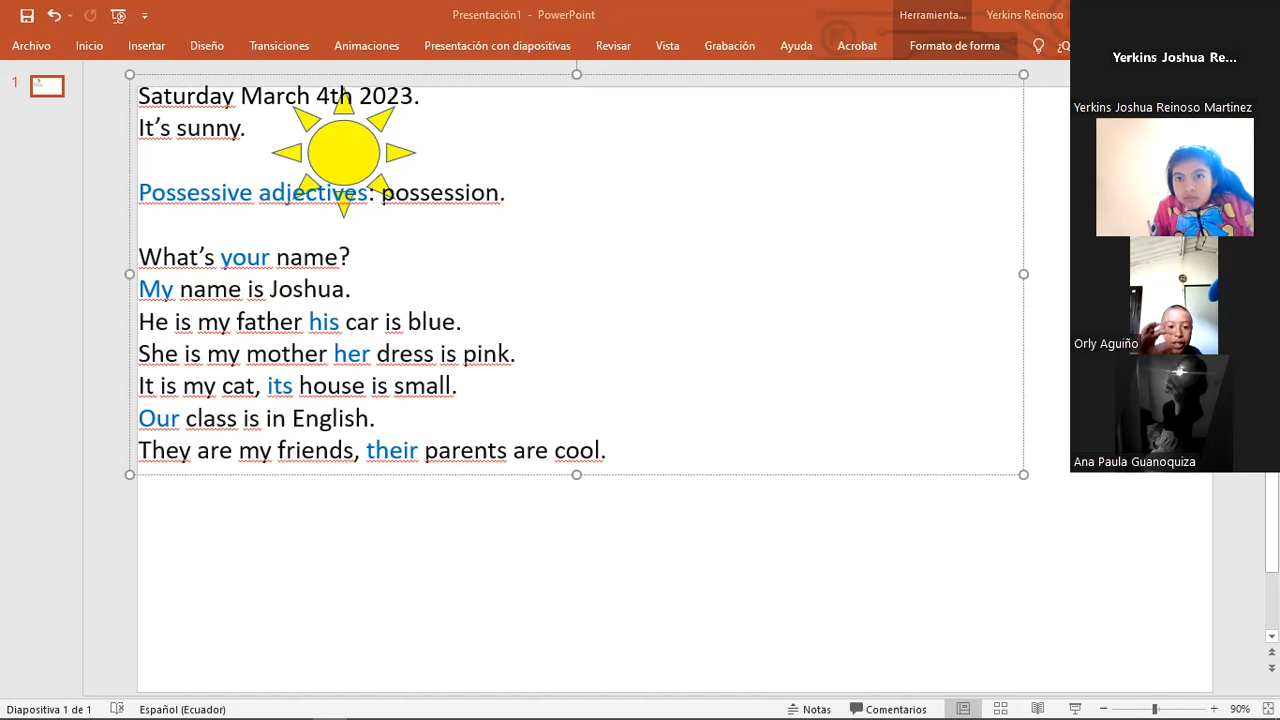 Presentación1 - PowerPoint
Herramienta...
Yerkins Reinoso
Archivo Inicio Insertar Diseño Transiciones Animaciones Presentación con diapositivas Revisar Vista Grabación Ayuda Acrobat Formato de forma ¿Q
1
Saturday March 4th 2023.
It's sunny.
Possessive adjectives: possession.
What's your name?
My name is Joshua.
He is my father his car is blue.
She is my mother her dress is pink.
It is my cat, its house is small.
Our class is in English.
They are my friends, their parents are cool.
Yerkins Joshua Re...
Yerkins Joshua Reinoso Martinez
Orly Aguiño
Ana Paula Guanoquiza
Diapositiva 1 de 1 Español (Ecuador) Notas Comentarios 90%